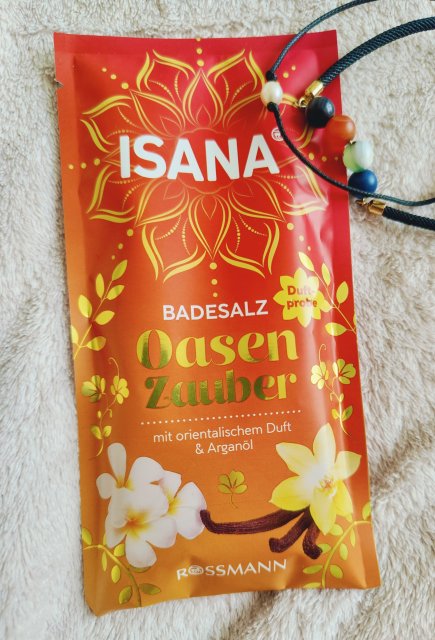 ISANA®
Duft-
probe
BADESALZ
Oasen
Zauber
mit orientalischem Duft
& Arganöl
ROSSMANN